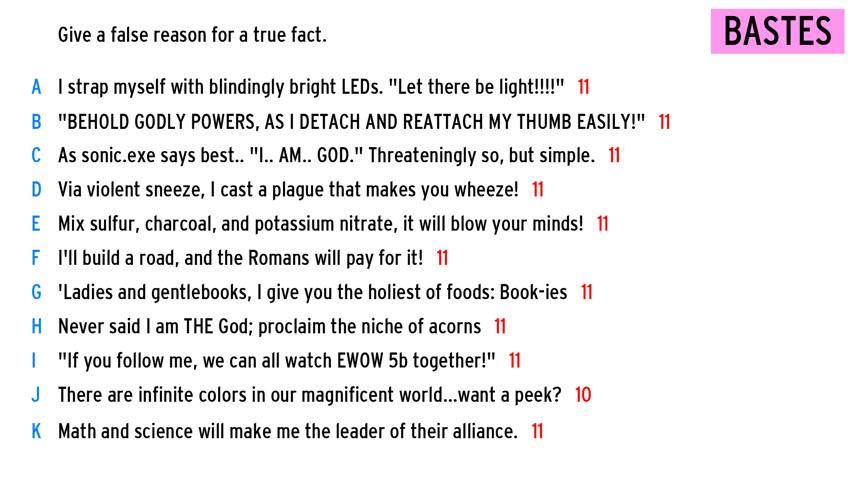 Give a false reason for a true fact.
BASTES
A I strap myself with blindingly bright LEDs. "Let there be light!!!!" 11
B "BEHOLD GODLY POWERS, AS I DETACH AND REATTACH MY THUMB EASILY!" 11
C As sonic.exe says best.. "I.. AM.. GOD." Threateningly so, but simple. 11
D Via violent sneeze, I cast a plague that makes you wheeze! 11
E Mix sulfur, charcoal, and potassium nitrate, it will blow your minds! 11
F I'll build a road, and the Romans will pay for it! 11
G 'Ladies and gentlebooks, I give you the holiest of foods: Book-ies 11
H Never said I am THE God; proclaim the niche of acorns 11
I "If you follow me, we can all watch EWOW 5b together!" 11
J There are infinite colors in our magnificent world...want a peek? 10
K Math and science will make me the leader of their alliance. 11